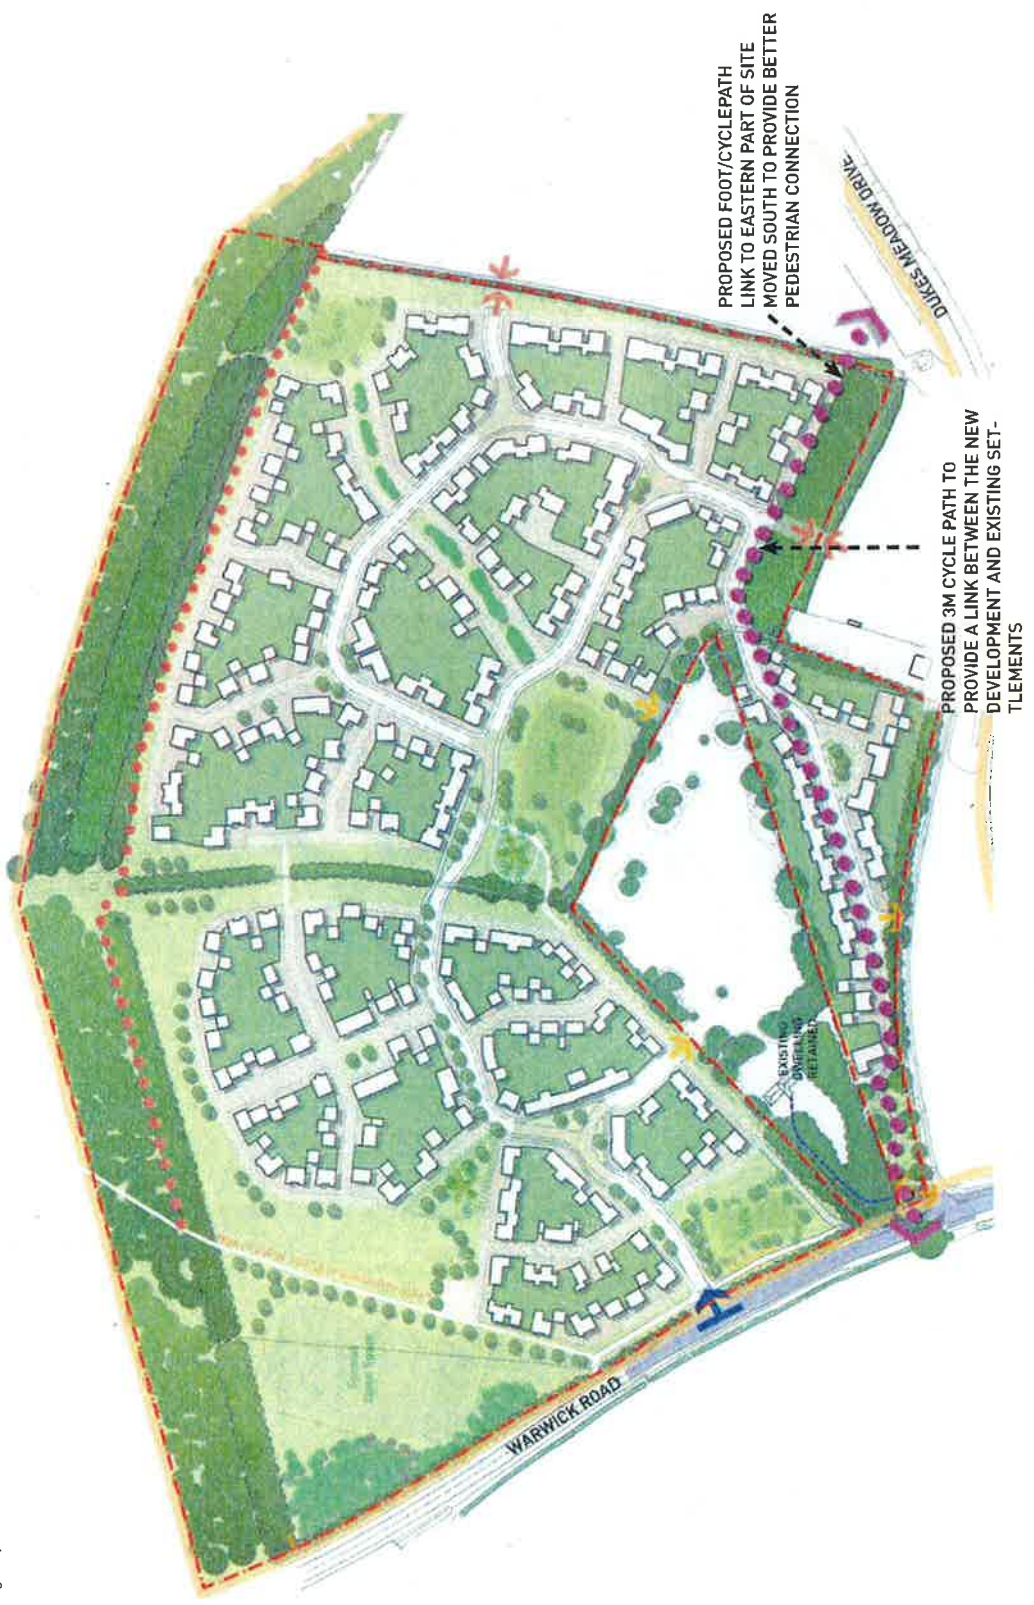 PROPOSED FOOT/CYCLEPATH
LINK TO EASTERN PART OF SITE
MOVED SOUTH TO PROVIDE BETTER
PEDESTRIAN CONNECTION
DUKES MEADOW DRIVE
PROPOSED 3M CYCLE PATH TO
PROVIDE A LINK BETWEEN THE NEW
DEVELOPMENT AND EXISTING SET-
TLEMENTS
EXISTING
DWELLING
RETAINED
WARWICK ROAD